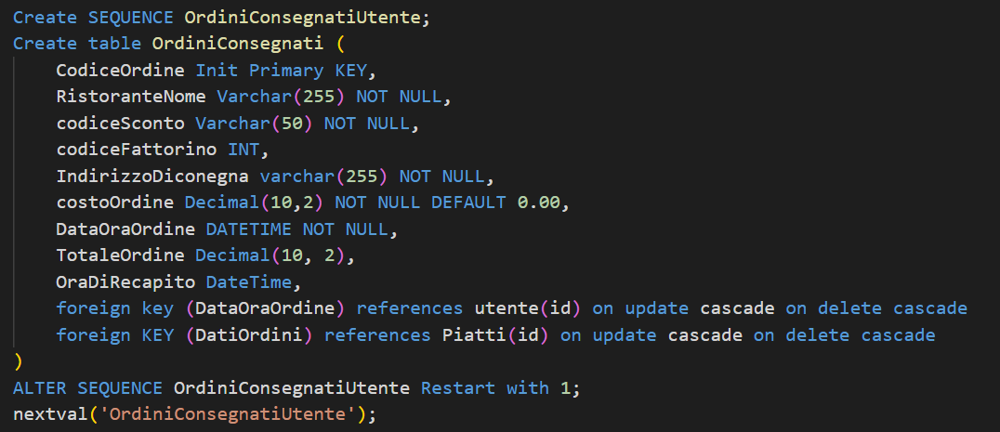 Create SEQUENCE OrdiniConsegnatiUtente;
Create table OrdiniConsegnati (
CodiceOrdine Init Primary KEY,
RistoranteNome Varchar(255) NOT NULL,
codiceSconto Varchar(50) NOT NULL,
codiceFattorino INT,
IndirizzoDiconegna varchar(255) NOT NULL,
costoOrdine Decimal(10,2) NOT NULL DEFAULT 0.00,
DataOraOrdine DATETIME NOT NULL,
TotaleOrdine Decimal(10, 2),
OraDiRecapito DateTime,
foreign key (DataOraOrdine) references utente(id) on update cascade on delete cascade
foreign KEY (DatiOrdini) references Piatti(id) on update cascade on delete cascade
)
ALTER SEQUENCE OrdiniConsegnatiUtente Restart with 1;
nextval('OrdiniConsegnatiUtente');